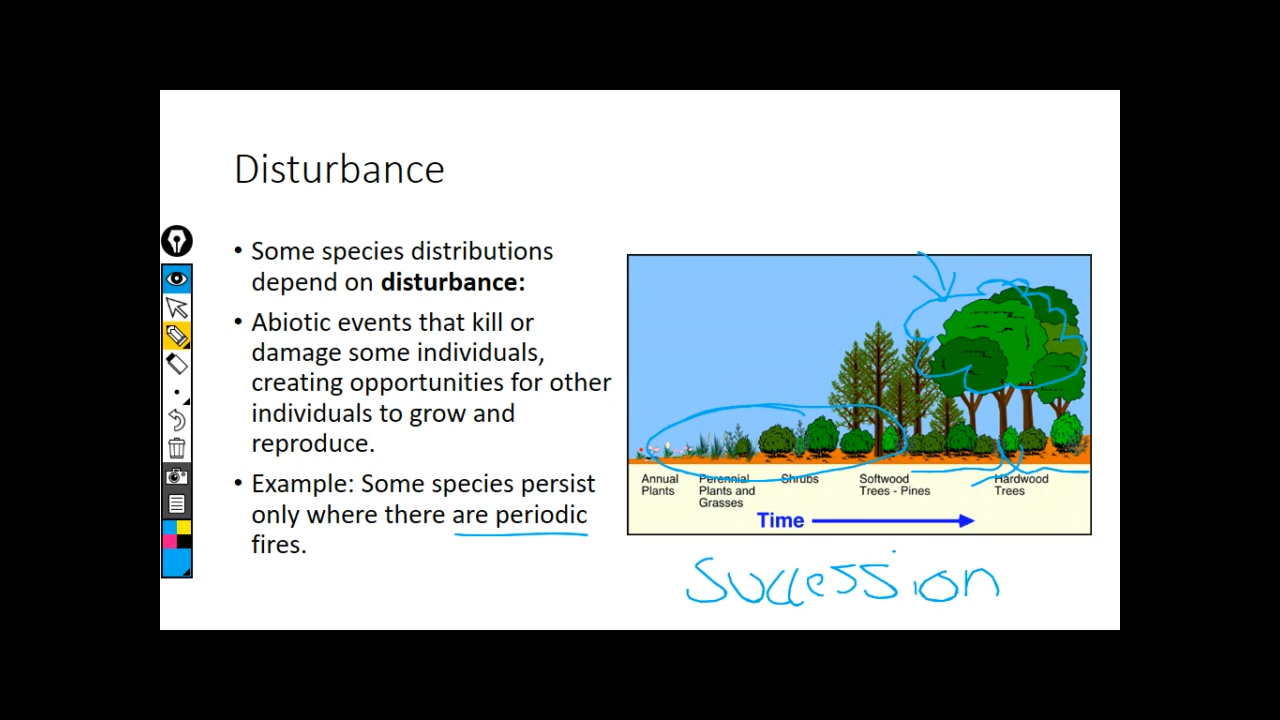 Disturbance
• Some species distributions
depend on disturbance:
• Abiotic events that kill or
damage some individuals,
creating opportunities for other
individuals to grow and
reproduce.
• Example: Some species persist
only where there are periodic
fires.
Annual
Plants
Perennial
Plants and
Grasses
Shrubs
Softwood
Trees - Pines
Hardwood
Trees
Time
Succession